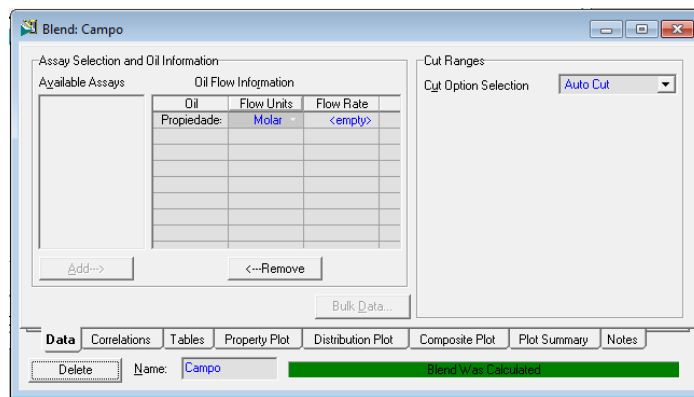 Blend: Campo
Assay Selection and Oil Information
Available Assays
Oil Flow Information
Oil Flow Units Flow Rate
Propiedade: Molar <empty>
Add--->
<---Remove
Bulk Data...
Cut Ranges
Cut Option Selection Auto Cut
Data Correlations Tables Property Plot Distribution Plot Composite Plot Plot Summary Notes
Delete Name: Campo Blend Was Calculated